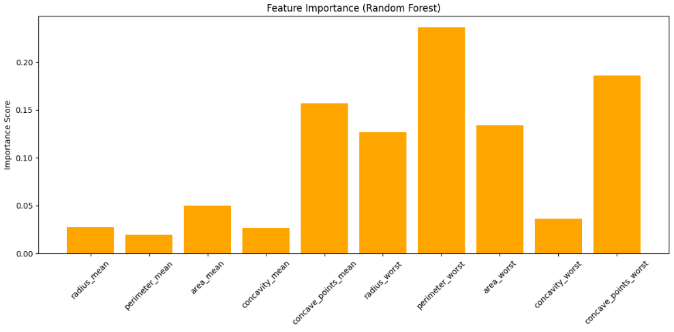 Feature Importance (Random Forest)
Importance Score
0.20
0.15
0.10
0.05
0.00
radius_mean
perimeter_mean
area_mean
concavity_mean
concave_points_mean
radius_worst
perimeter_worst
area_worst
concavity_worst
concave_points_worst